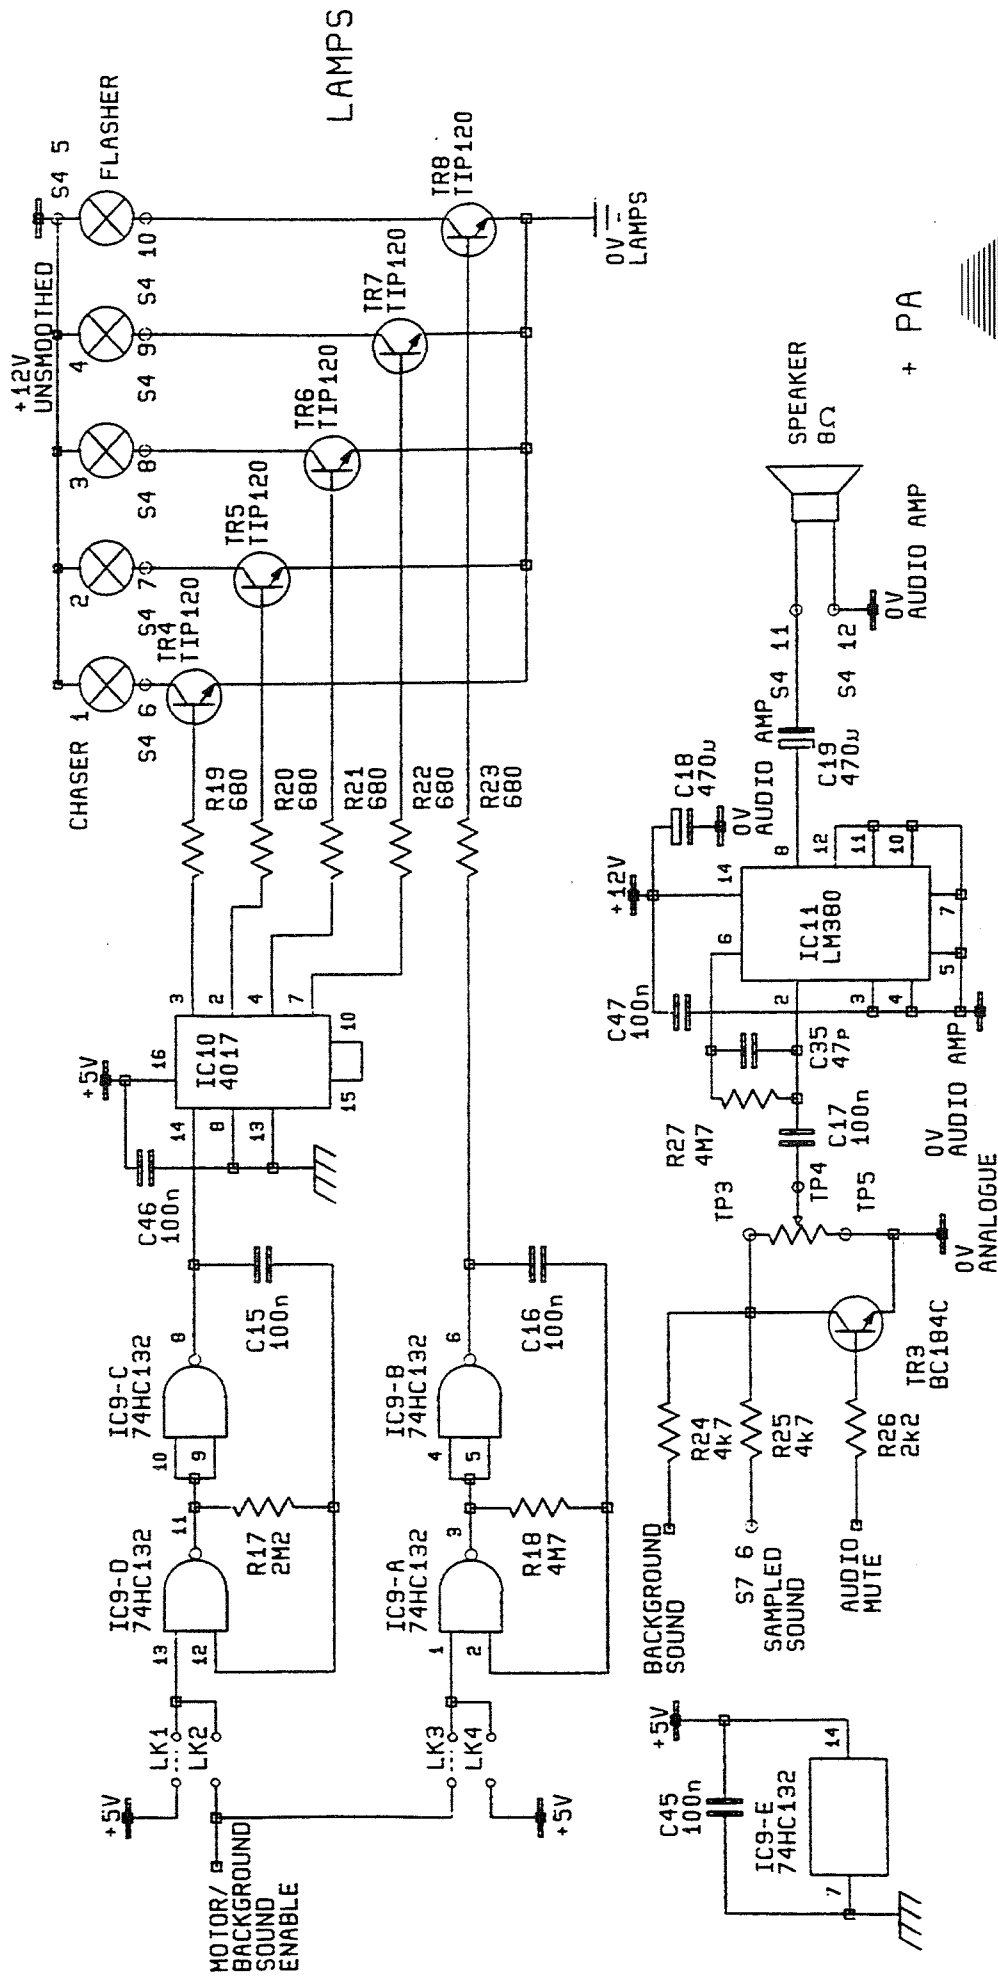 LAMPS
+12V
UNSMOOTHED
S4 5
CHASER 1
2
3
4
FLASHER
S4 6
S4 7
S4 8
S4 9
S4 10
TR4
TIP120
TR5
TIP120
TR6
TIP120
TR7
TIP120
TR8
TIP120
0V
LAMPS
R19
680
R20
680
R21
680
R22
680
R23
680
+5V
16
IC10
4017
14
8
13
3
2
4
7
10
15
C46
100n
MOTOR/
BACKGROUND
SOUND
ENABLE
+5V
LK1
LK2
13
12
IC9-D
74HC132
11
R17
2M2
10
9
IC9-C
74HC132
8
C15
100n
LK3
LK4
+5V
1
2
IC9-A
74HC132
3
R18
4M7
4
5
IC9-B
74HC132
6
C16
100n
+5V
C45
100n
IC9-E
74HC132
14
7
BACKGROUND
SOUND
R24
4k7
S7 6
SAMPLED
SOUND
R25
4k7
AUDIO
MUTE
R26
2k2
TR3
BC184C
TP3
TP4
TP5
0V
ANALOGUE
C17
100n
R27
4M7
C35
47p
C47
100n
+12V
C18
470µ
0V
AUDIO AMP
IC11
LM380
6
14
2
3
4
5
7
8
12
11
10
0V
AUDIO AMP
C19
470µ
S4 11
S4 12
SPEAKER
8Ω
0V
AUDIO AMP
+ PA